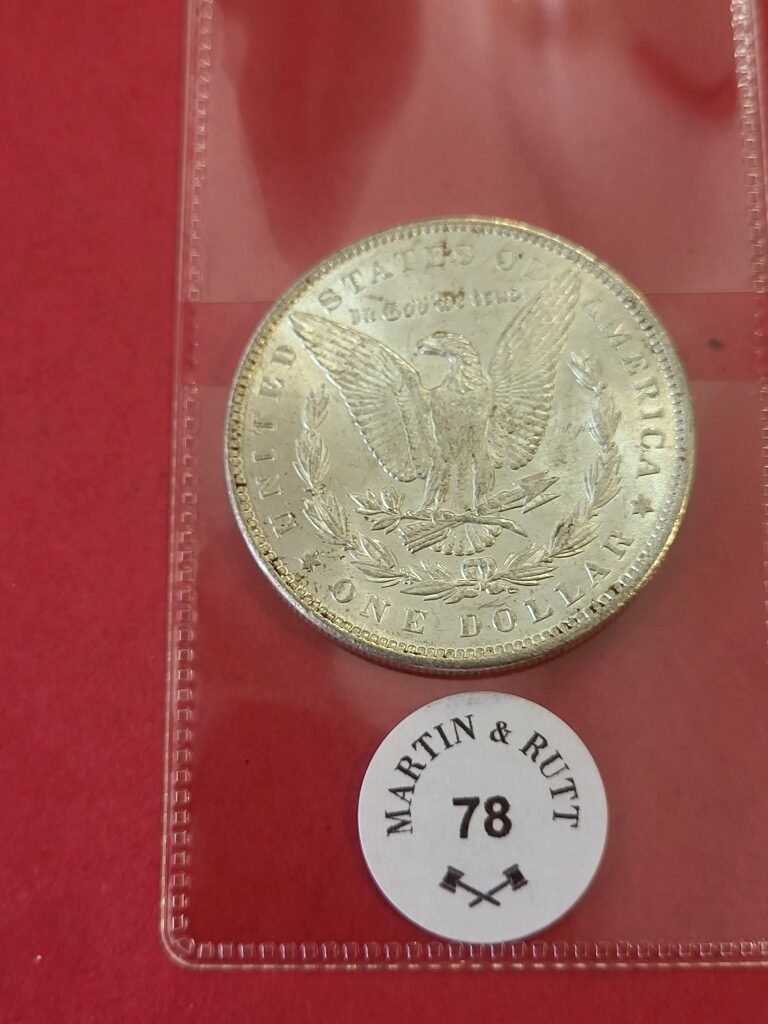 UNITED STATES OF AMERICA
In God We trust
ONE DOLLAR
MARTIN & RUTT
78